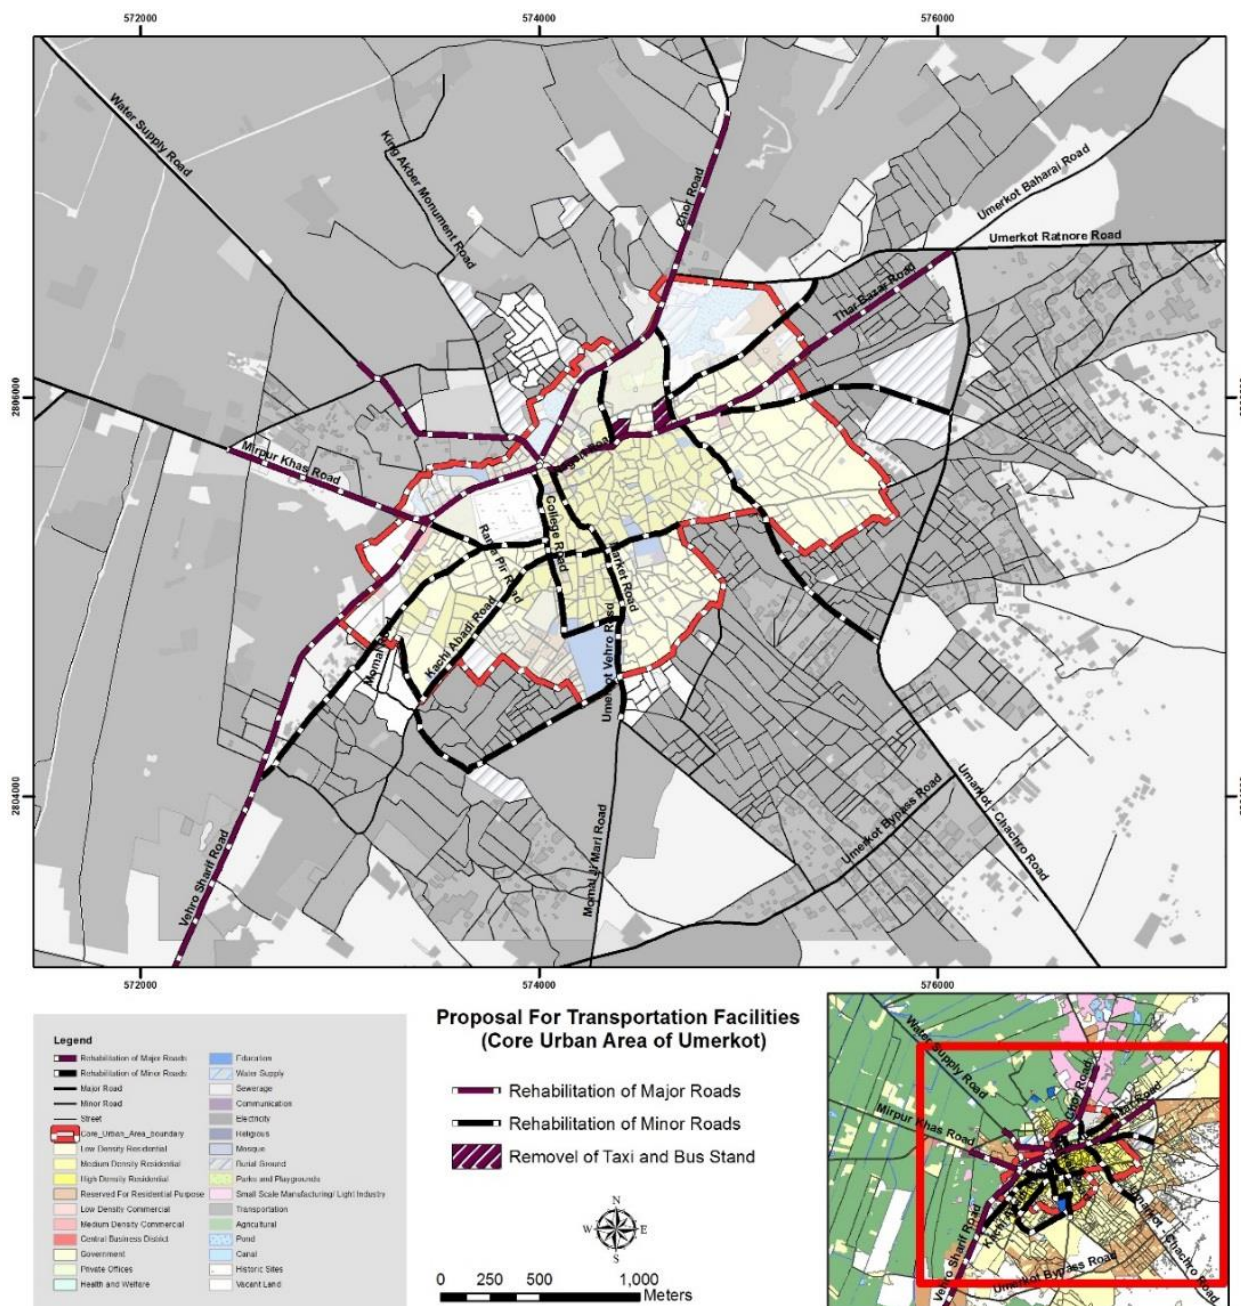 572000
574000
576000
Water Supply Road
King Akber Monument Road
Chor Road
Umerkot Baharai Road
Umerkot Ratnore Road
Thar Bazar Road
2806000
Mirpur Khas Road
College Road
Rama Pir Road
Market Road
Kachi Abadi Road
Umerkot Vehro Road
2804000
Vehro Sharif Road
Momal Ji Mari Road
Umerkot Bypass Road
Umarkot - Chachro Road
572000
574000
576000
Legend
Rehabilitation of Major Roads
Rehabilitation of Minor Roads
Major Road
Minor Road
Street
Core_Urban_Area_boundary
Low Density Residential
Medium Density Residential
High Density Residential
Reserved For Residential Purpose
Low Density Commercial
Medium Density Commercial
Central Business District
Government
Private Offices
Health and Welfare
Education
Water Supply
Sewerage
Communication
Electricity
Religious
Mosque
Burial Ground
Parks and Playgrounds
Small Scale Manufacturing/ Light Industry
Transportation
Agricultural
Pond
Canal
Historic Sites
Vacant Land
Proposal For Transportation Facilities
(Core Urban Area of Umerkot)
Rehabilitation of Major Roads
Rehabilitation of Minor Roads
Removel of Taxi and Bus Stand
N
W E
S
0 250 500 1,000
Meters
Water Supply Road
Chor Road
Mirpur Khas Road
Vehro Sharif Road
Umerkot Bypass Road